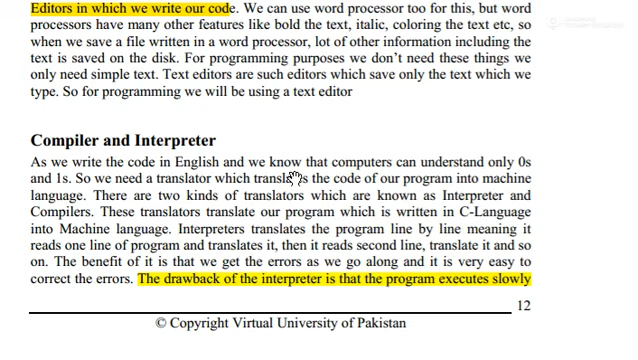 Editors in which we write our code. We can use word processor too for this, but word
processors have many other features like bold the text, italic, coloring the text etc, so
when we save a file written in a word processor, lot of other information including the
text is saved on the disk. For programming purposes we don't need these things we
only need simple text. Text editors are such editors which save only the text which we
type. So for programming we will be using a text editor
Compiler and Interpreter
As we write the code in English and we know that computers can understand only 0s
and 1s. So we need a translator which translates the code of our program into machine
language. There are two kinds of translators which are known as Interpreter and
Compilers. These translators translate our program which is written in C-Language
into Machine language. Interpreters translates the program line by line meaning it
reads one line of program and translates it, then it reads second line, translate it and so
on. The benefit of it is that we get the errors as we go along and it is very easy to
correct the errors. The drawback of the interpreter is that the program executes slowly
12
© Copyright Virtual University of Pakistan